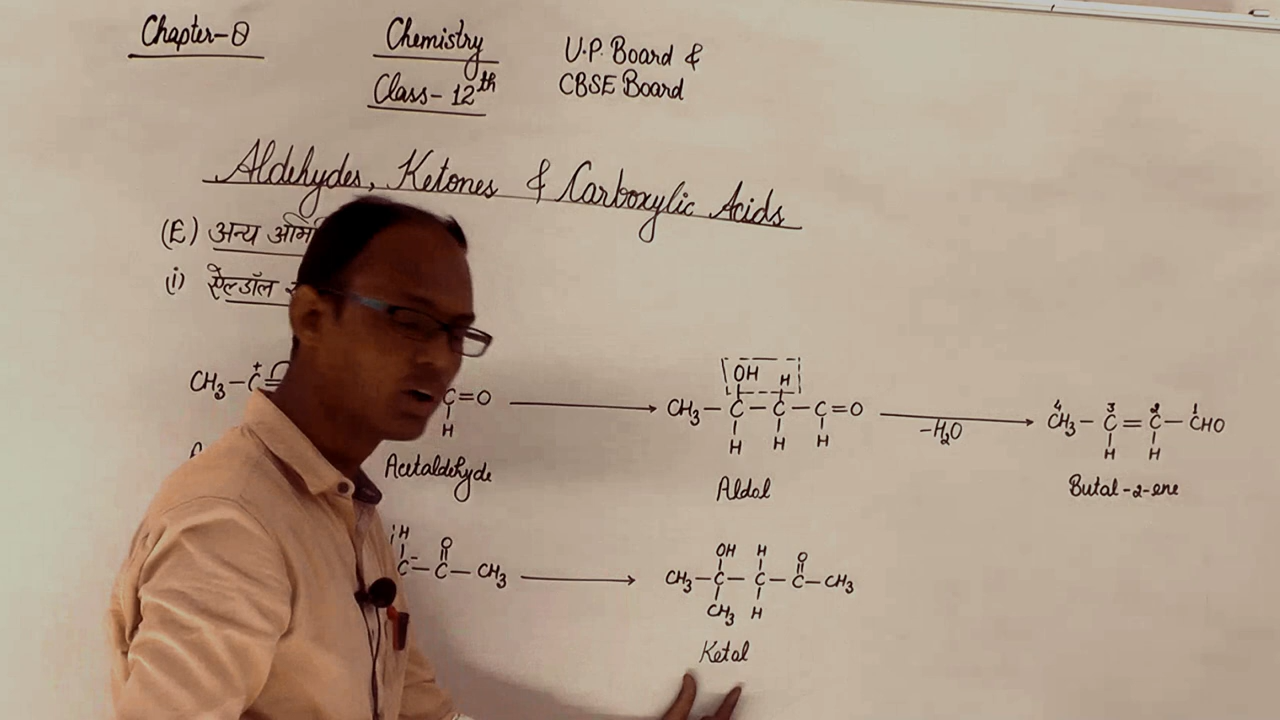 Chapter-8
Chemistry
Class- 12th
U.P. Board &
CBSE Board
Aldehydes, Ketones & Carboxylic Acids
(E) अन्य
(i) ऐल्डॉल
CH3-C+=
C=O
H
Acetaldehyde
OH H
CH3-C-C-C=O
H H H
Aldol
-H2O
4 3 2 1
CH3-C=C-CHO
H H
Butal-2-ene
H O
C–-C-CH3
OH H O
CH3-C-C-C-CH3
CH3 H
Ketal